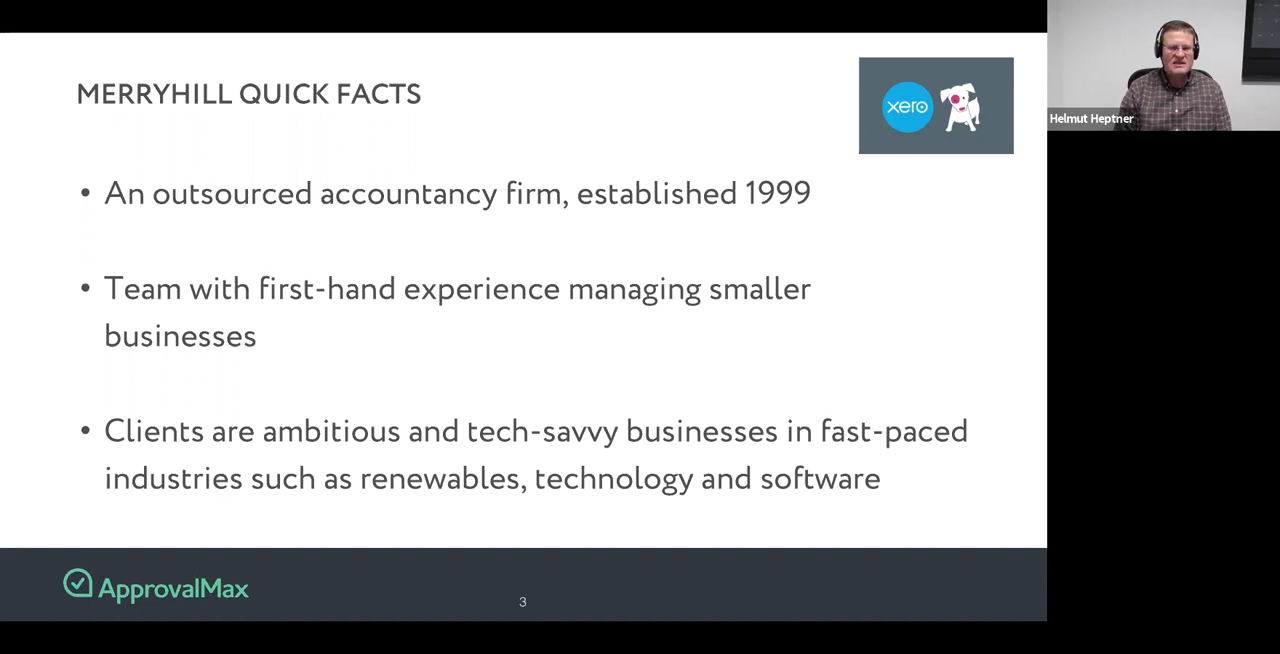 MERRYHILL QUICK FACTS
xero
• An outsourced accountancy firm, established 1999
• Team with first-hand experience managing smaller
businesses
• Clients are ambitious and tech-savvy businesses in fast-paced
industries such as renewables, technology and software
ApprovalMax
3
Helmut Heptner